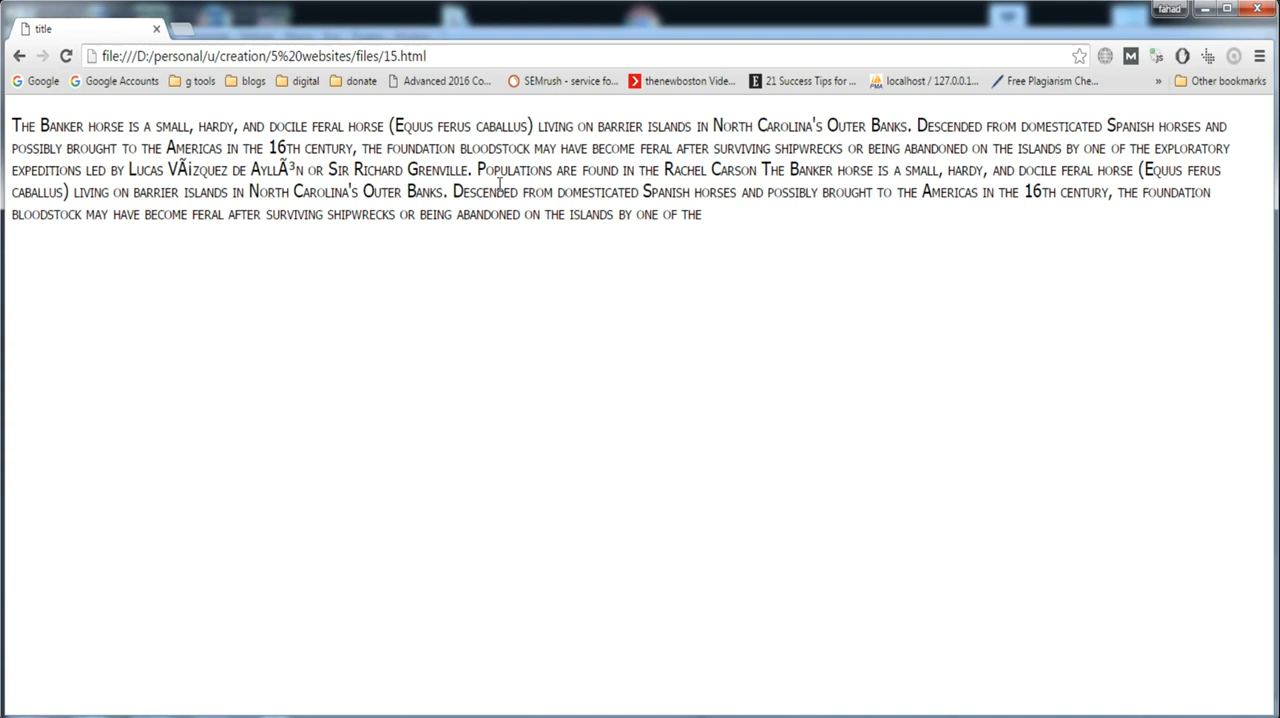 fahad
title
file:///D:/personal/u/creation/5%20websites/files/15.html
Google Google Accounts g tools blogs digital donate Advanced 2016 Co... SEMrush - service fo... thenewboston Vide... 21 Success Tips for ... localhost / 127.0.0.1... Free Plagiarism Che... » Other bookmarks
The Banker horse is a small, hardy, and docile feral horse (Equus ferus caballus) living on barrier islands in North Carolina's Outer Banks. Descended from domesticated Spanish horses and
possibly brought to the Americas in the 16th century, the foundation bloodstock may have become feral after surviving shipwrecks or being abandoned on the islands by one of the exploratory
expeditions led by Lucas VÃ¡zquez de AyllÃ³n or Sir Richard Grenville. Populations are found in the Rachel Carson The Banker horse is a small, hardy, and docile feral horse (Equus ferus
caballus) living on barrier islands in North Carolina's Outer Banks. Descended from domesticated Spanish horses and possibly brought to the Americas in the 16th century, the foundation
bloodstock may have become feral after surviving shipwrecks or being abandoned on the islands by one of the